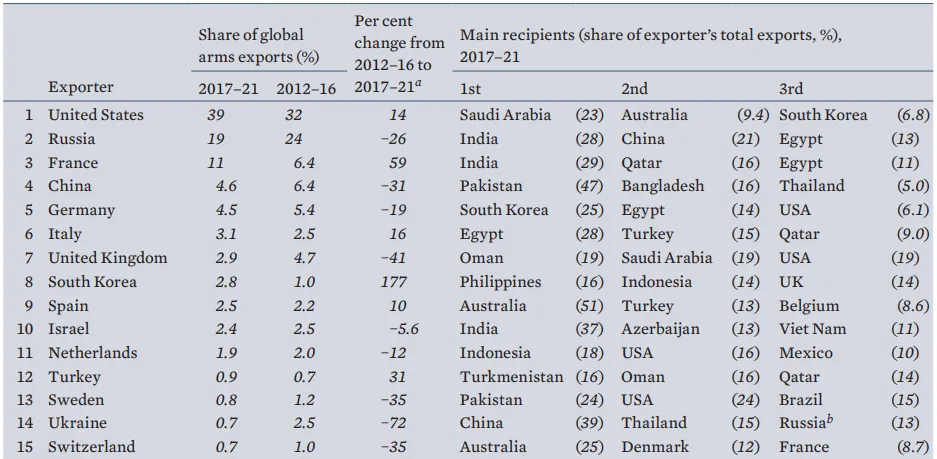 Share of global arms exports (%)
Per cent change from 2012–16 to 2017–21a
Main recipients (share of exporter’s total exports, %), 2017–21
Exporter 2017–21 2012–16 1st 2nd 3rd
1 United States 39 32 14 Saudi Arabia (23) Australia (9.4) South Korea (6.8)
2 Russia 19 24 –26 India (28) China (21) Egypt (13)
3 France 11 6.4 59 India (29) Qatar (16) Egypt (11)
4 China 4.6 6.4 –31 Pakistan (47) Bangladesh (16) Thailand (5.0)
5 Germany 4.5 5.4 –19 South Korea (25) Egypt (14) USA (6.1)
6 Italy 3.1 2.5 16 Egypt (28) Turkey (15) Qatar (9.0)
7 United Kingdom 2.9 4.7 –41 Oman (19) Saudi Arabia (19) USA (19)
8 South Korea 2.8 1.0 177 Philippines (16) Indonesia (14) UK (14)
9 Spain 2.5 2.2 10 Australia (51) Turkey (13) Belgium (8.6)
10 Israel 2.4 2.5 –5.6 India (37) Azerbaijan (13) Viet Nam (11)
11 Netherlands 1.9 2.0 –12 Indonesia (18) USA (16) Mexico (10)
12 Turkey 0.9 0.7 31 Turkmenistan (16) Oman (16) Qatar (14)
13 Sweden 0.8 1.2 –35 Pakistan (24) USA (24) Brazil (15)
14 Ukraine 0.7 2.5 –72 China (39) Thailand (15) Russiab (13)
15 Switzerland 0.7 1.0 –35 Australia (25) Denmark (12) France (8.7)